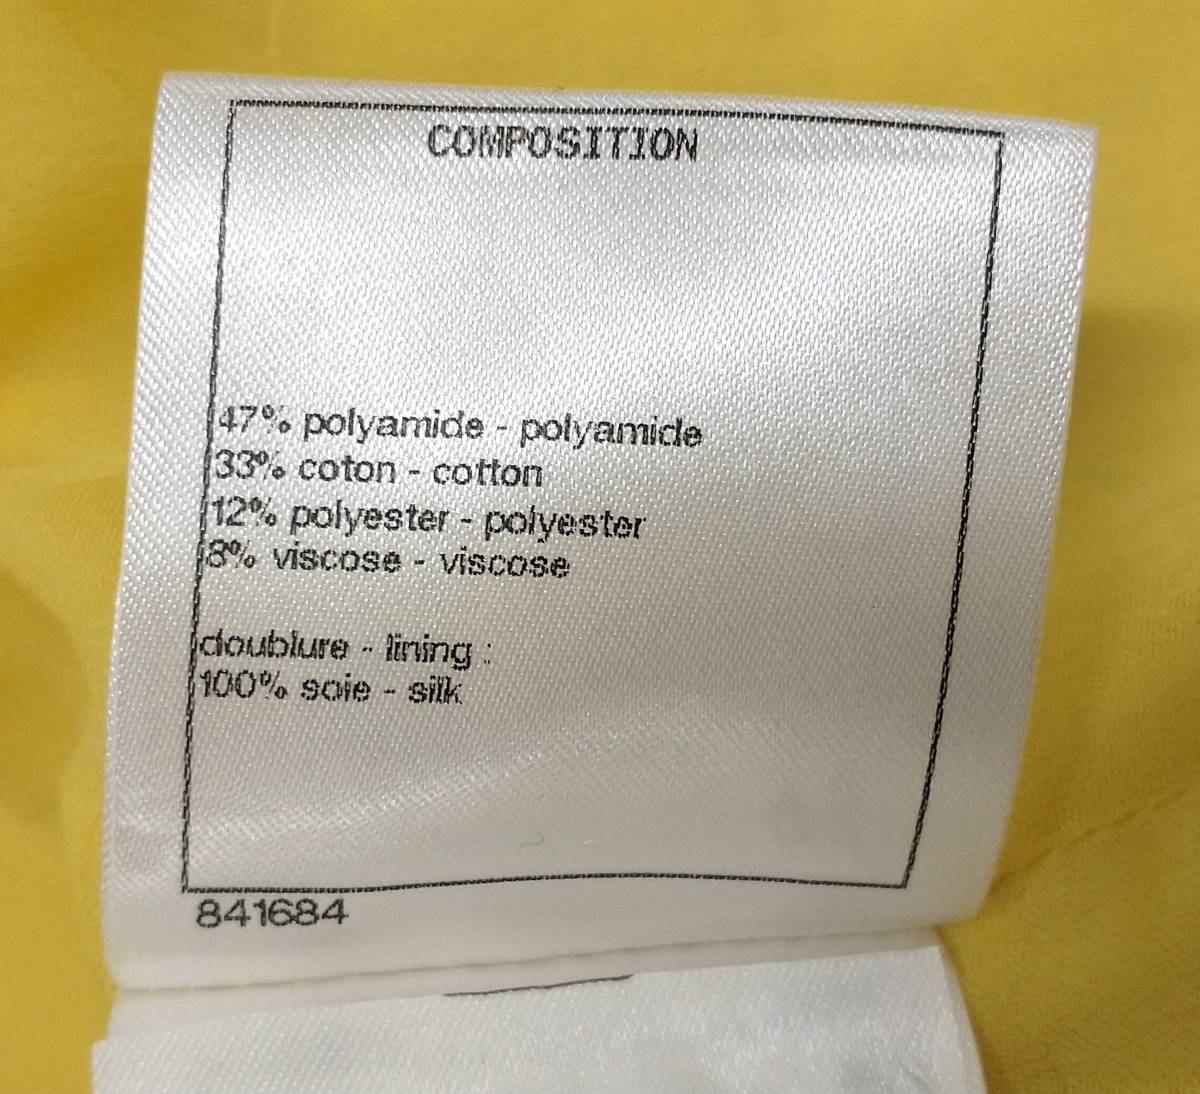 COMPOSITION
47% polyamide - polyamide
33% coton - cotton
12% polyester - polyester
8% viscose - viscose
doublure - lining :
100% soie - silk
841684